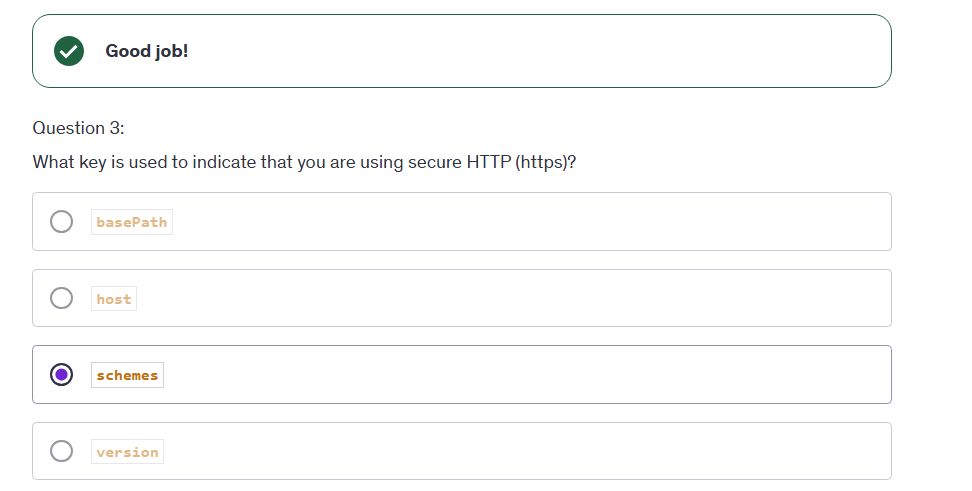 Good job!
Question 3:
What key is used to indicate that you are using secure HTTP (https)?
basePath
host
schemes
version